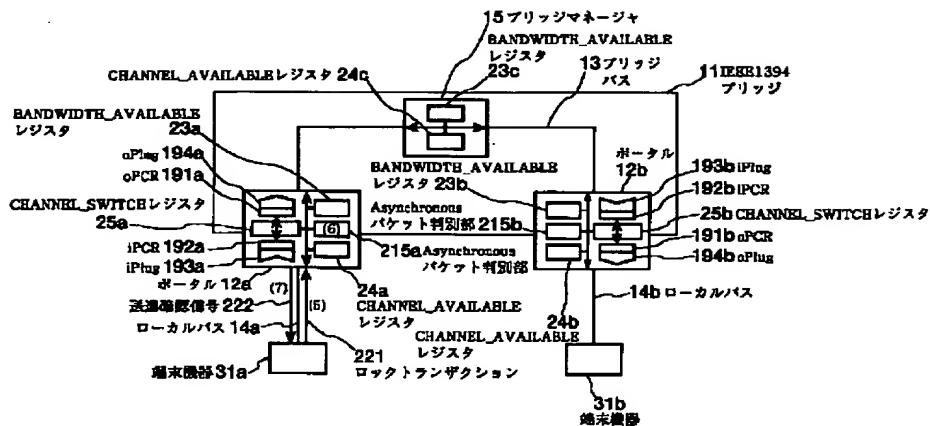 15 ブリッジマネージャ
BANDWIDTH_AVAILABLE
レジスタ
23c
CHANNEL_AVAILABLEレジスタ 24c
13 ブリッジ
バス
11 IEEE1394
ブリッジ
BANDWIDTH_AVAILABLE
レジスタ
23a
oPlug 194a
oPCR 191a
CHANNEL_SWITCHレジスタ
25a
iPCR 192a
iPlug 193a
ポータル 12a
(6)
BANDWIDTH_AVAILABLE
レジスタ 23b
Asynchronous
パケット判別部 215b
215a Asynchronous
パケット判別部
ポータル
12b
193b iPlug
192b iPCR
25b CHANNEL_SWITCHレジスタ
191b oPCR
194b oPlug
24a
CHANNEL_AVAILABLE
レジスタ
24b
CHANNEL_AVAILABLE
レジスタ
14b ローカルバス
(7)
(5)
送達確認信号 222
ローカルバス 14a
221
ロックトランザクション
端末機器 31a
31b
端末機器